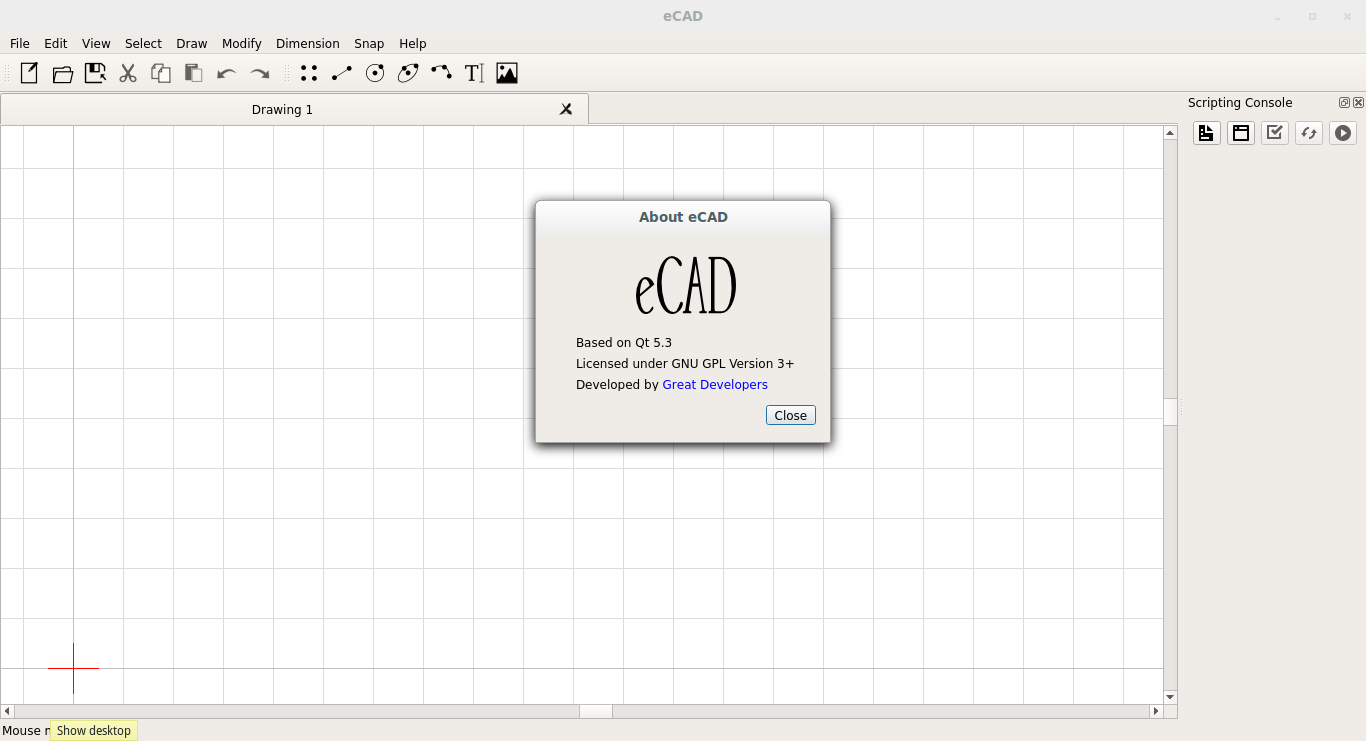 eCAD
File Edit View Select Draw Modify Dimension Snap Help
Drawing 1
Scripting Console
About eCAD
eCAD
Based on Qt 5.3
Licensed under GNU GPL Version 3+
Developed by Great Developers
Close
Mouse
Show desktop